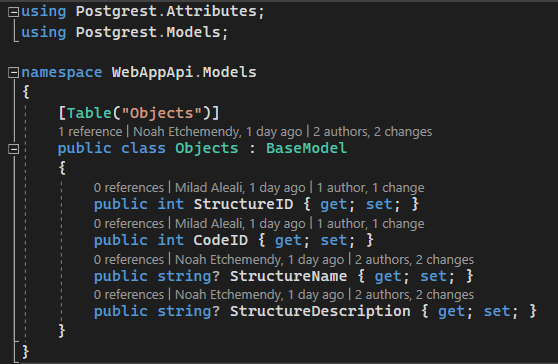 using Postgrest.Attributes;
using Postgrest.Models;
namespace WebAppApi.Models
{
[Table("Objects")]
1 reference | Noah Etchemendy, 1 day ago | 2 authors, 2 changes
public class Objects : BaseModel
{
0 references | Milad Aleali, 1 day ago | 1 author, 1 change
public int StructureID { get; set; }
0 references | Milad Aleali, 1 day ago | 1 author, 1 change
public int CodeID { get; set; }
0 references | Noah Etchemendy, 1 day ago | 2 authors, 2 changes
public string? StructureName { get; set; }
0 references | Noah Etchemendy, 1 day ago | 2 authors, 2 changes
public string? StructureDescription { get; set; }
}
}